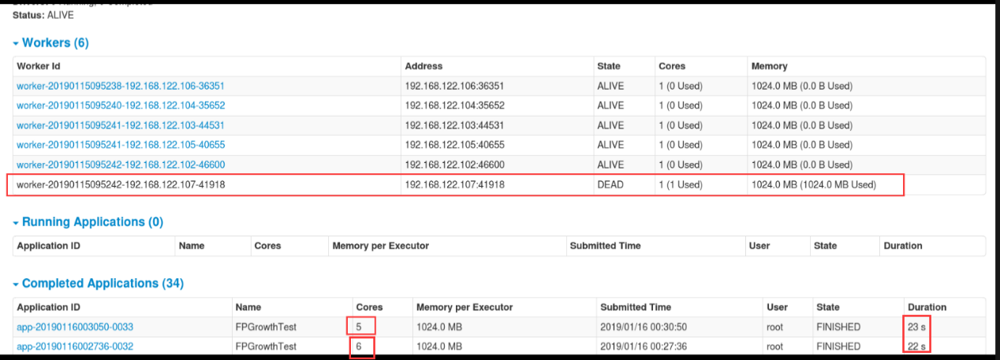 Status: ALIVE
Workers (6)
Worker Id Address State Cores Memory
worker-20190115095238-192.168.122.106-36351 192.168.122.106:36351 ALIVE 1 (0 Used) 1024.0 MB (0.0 B Used)
worker-20190115095240-192.168.122.104-35652 192.168.122.104:35652 ALIVE 1 (0 Used) 1024.0 MB (0.0 B Used)
worker-20190115095241-192.168.122.103-44531 192.168.122.103:44531 ALIVE 1 (0 Used) 1024.0 MB (0.0 B Used)
worker-20190115095241-192.168.122.105-40655 192.168.122.105:40655 ALIVE 1 (0 Used) 1024.0 MB (0.0 B Used)
worker-20190115095242-192.168.122.102-46600 192.168.122.102:46600 ALIVE 1 (0 Used) 1024.0 MB (0.0 B Used)
worker-20190115095242-192.168.122.107-41918 192.168.122.107:41918 DEAD 1 (1 Used) 1024.0 MB (1024.0 MB Used)
Running Applications (0)
Application ID Name Cores Memory per Executor Submitted Time User State Duration
Completed Applications (34)
Application ID Name Cores Memory per Executor Submitted Time User State Duration
app-20190116003050-0033 FPGrowthTest 5 1024.0 MB 2019/01/16 00:30:50 root FINISHED 23 s
app-20190116002736-0032 FPGrowthTest 6 1024.0 MB 2019/01/16 00:27:36 root FINISHED 22 s